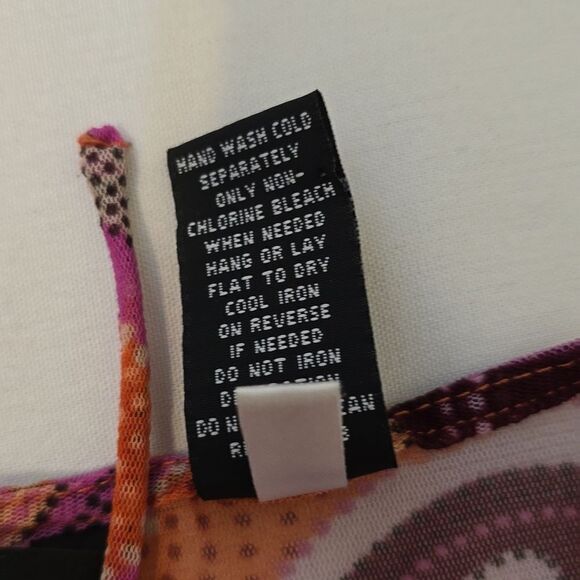 HAND WASH COLD
SEPARATELY
ONLY NON-
CHLORINE BLEACH
WHEN NEEDED
HANG OR LAY
FLAT TO DRY
COOL IRON
ON REVERSE
IF NEEDED
DO NOT IRON
DO